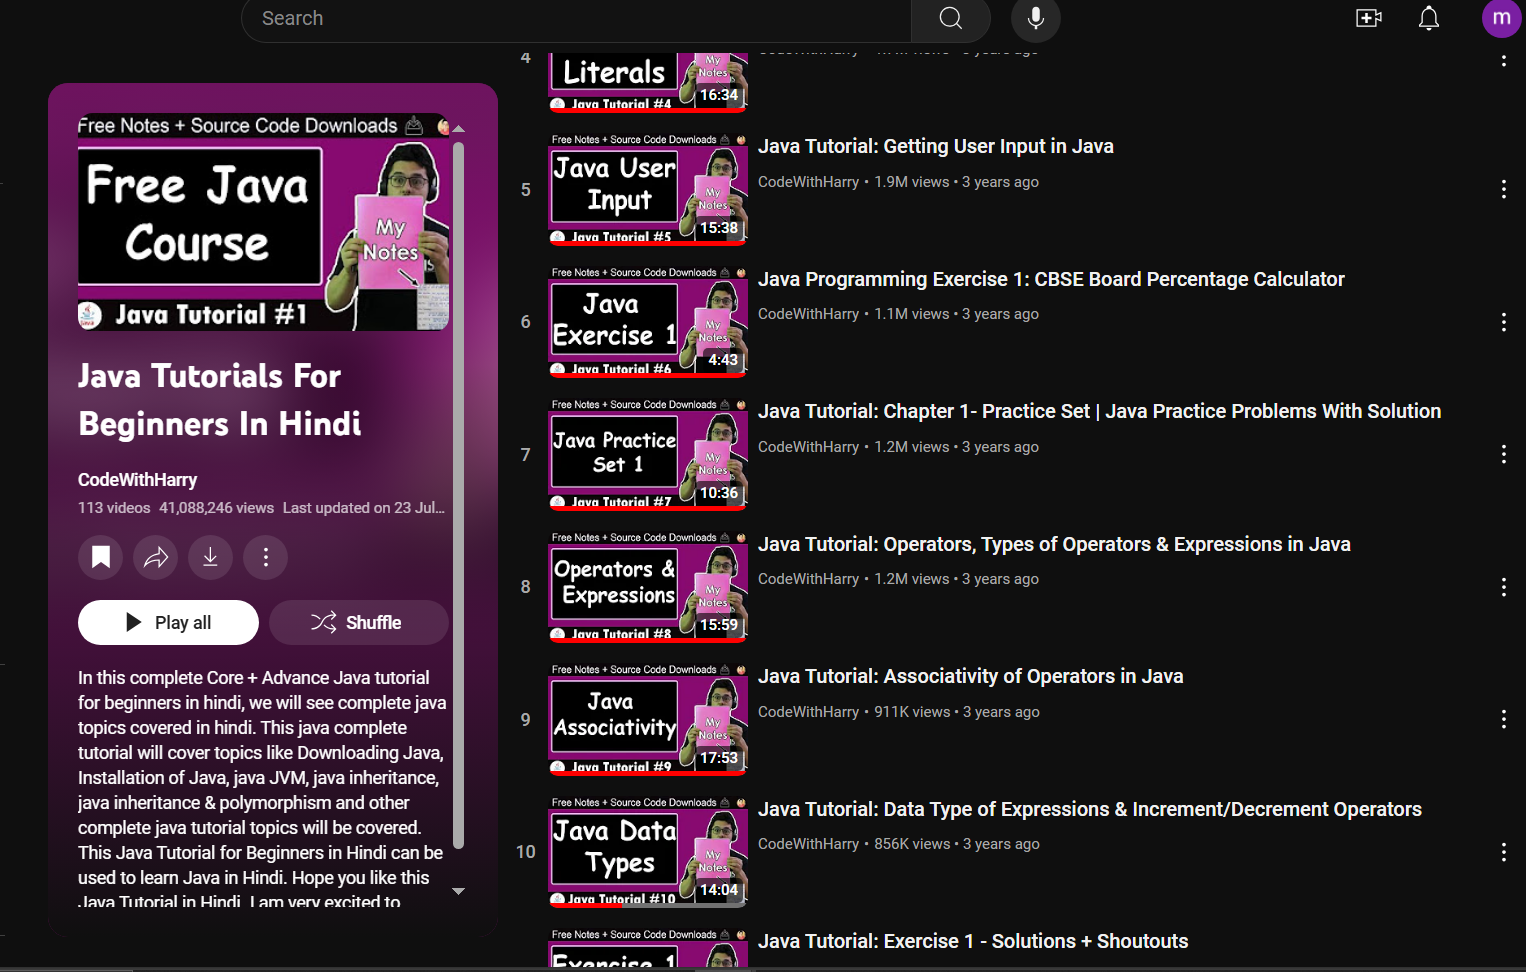 Search
m
Free Notes + Source Code Downloads
Free Java
Course
My
Notes
Java Tutorial #1
Java Tutorials For
Beginners In Hindi
CodeWithHarry
113 videos 41,088,246 views Last updated on 23 Jul...
Play all
Shuffle
In this complete Core + Advance Java tutorial
for beginners in hindi, we will see complete java
topics covered in hindi. This java complete
tutorial will cover topics like Downloading Java,
Installation of Java, java JVM, java inheritance,
java inheritance & polymorphism and other
complete java tutorial topics will be covered.
This Java Tutorial for Beginners in Hindi can be
used to learn Java in Hindi. Hope you like this
Java Tutorial in Hindi. I am very excited to
4
Literals
My
Notes
16:34
Java Tutorial #4
5
Free Notes + Source Code Downloads
Java User
Input
My
Notes
15:38
Java Tutorial #5
Java Tutorial: Getting User Input in Java
CodeWithHarry • 1.9M views • 3 years ago
6
Free Notes + Source Code Downloads
Java
Exercise 1
My
Notes
4:43
Java Tutorial #6
Java Programming Exercise 1: CBSE Board Percentage Calculator
CodeWithHarry • 1.1M views • 3 years ago
7
Free Notes + Source Code Downloads
Java Practice
Set 1
My
Notes
10:36
Java Tutorial #7
Java Tutorial: Chapter 1- Practice Set | Java Practice Problems With Solution
CodeWithHarry • 1.2M views • 3 years ago
8
Free Notes + Source Code Downloads
Operators &
Expressions
My
Notes
15:59
Java Tutorial #8
Java Tutorial: Operators, Types of Operators & Expressions in Java
CodeWithHarry • 1.2M views • 3 years ago
9
Free Notes + Source Code Downloads
Java
Associativity
My
Notes
17:53
Java Tutorial #9
Java Tutorial: Associativity of Operators in Java
CodeWithHarry • 911K views • 3 years ago
10
Free Notes + Source Code Downloads
Java Data
Types
My
Notes
14:04
Java Tutorial #10
Java Tutorial: Data Type of Expressions & Increment/Decrement Operators
CodeWithHarry • 856K views • 3 years ago
Free Notes + Source Code Downloads
Exercise 1
Java Tutorial: Exercise 1 - Solutions + Shoutouts